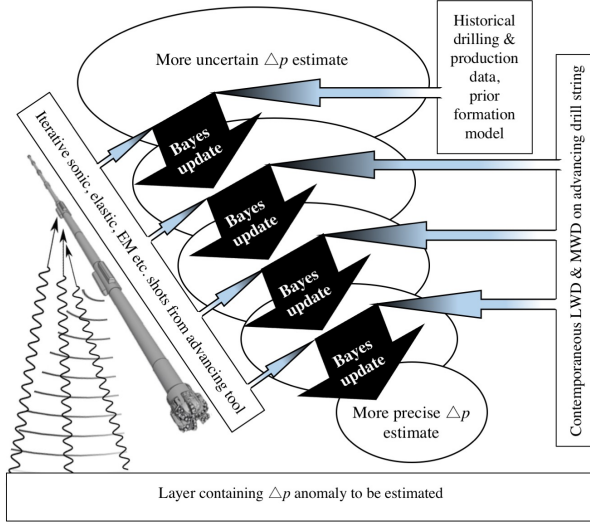 More uncertain △p estimate
Historical
drilling &
production
data,
prior
formation
model
Iterative sonic, elastic, EM etc. shots from advancing tool
Contemporaneous LWD & MWD on advancing drill string
Bayes
update
Bayes
update
Bayes
update
Bayes
update
More precise △p
estimate
Layer containing △p anomaly to be estimated